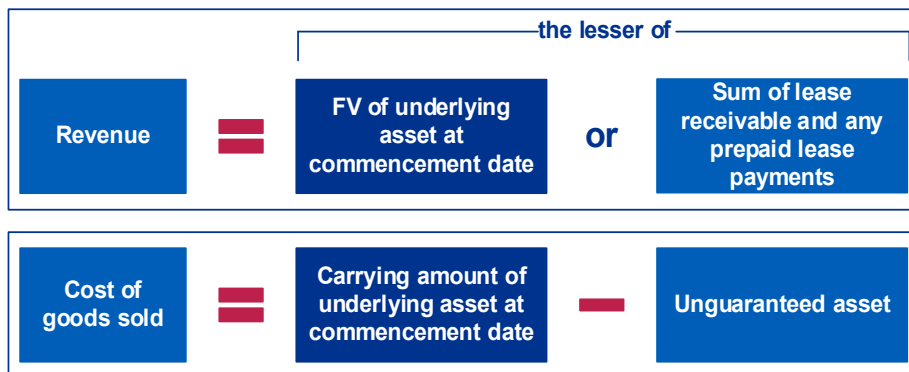 the lesser of
Revenue
FV of underlying
asset at
commencement date
or
Sum of lease
receivable and any
prepaid lease
payments
Cost of
goods sold
Carrying amount of
underlying asset at
commencement date
Unguaranteed asset